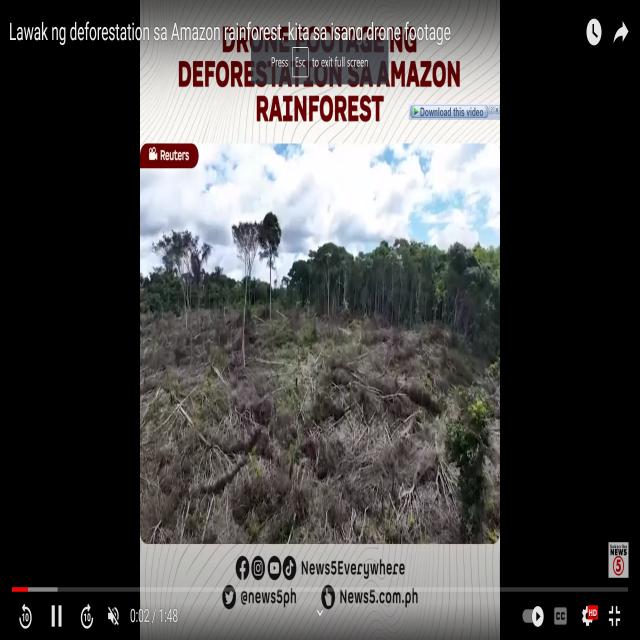 Lawak ng deforestation sa Amazon rainforest, kita sa isang drone footage
DRONE FOOTAGE NG
Press Esc to exit full screen
DEFORESTATION SA AMAZON
RAINFOREST
Download this video
Reuters
Subscribe
NEWS
5
News5Everywhere
@news5ph News5.com.ph
10 10 0:02 / 1:48 CC HD